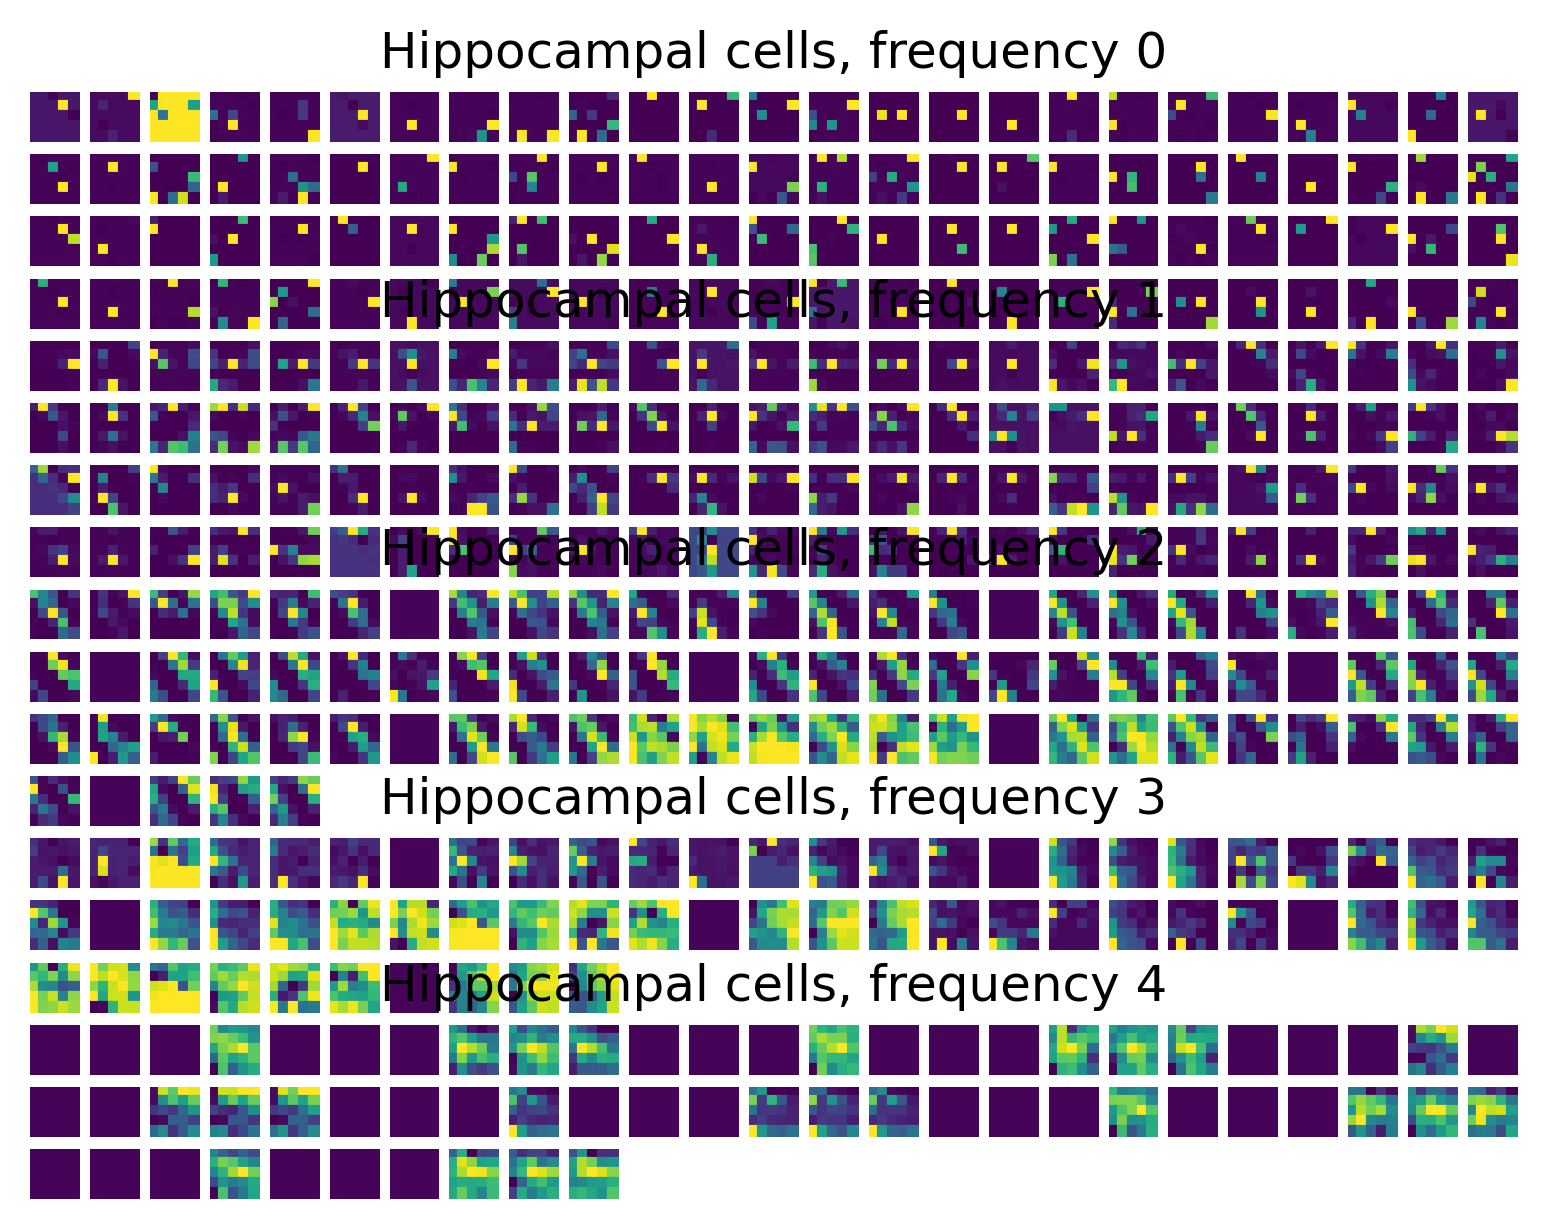 Hippocampal cells, frequency 0
Hippocampal cells, frequency 1
Hippocampal cells, frequency 2
Hippocampal cells, frequency 3
Hippocampal cells, frequency 4